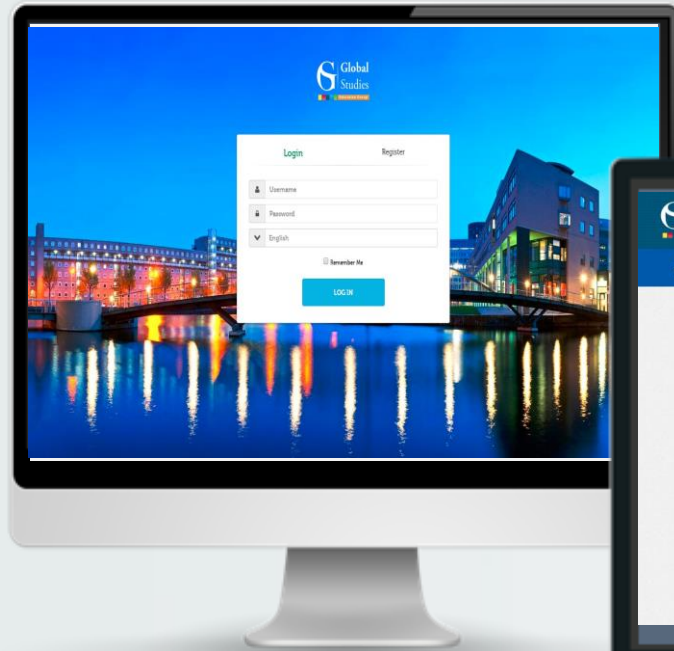 Global
Studies
Login
Register
Username
Password
English
Remember Me
LOG IN